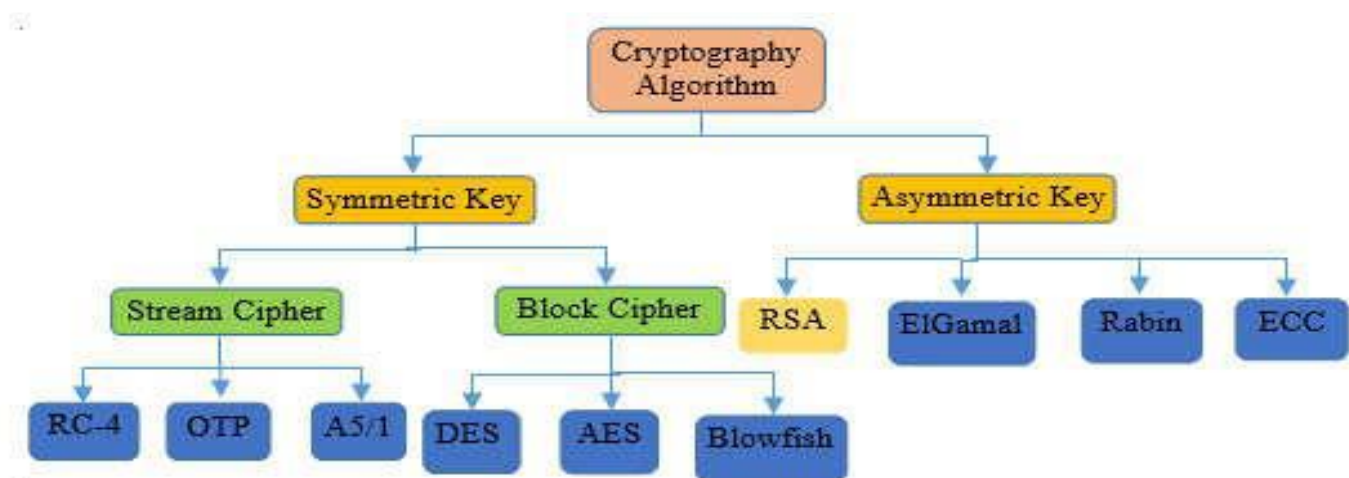 Cryptography
Algorithm
Symmetric Key
Asymmetric Key
Stream Cipher
Block Cipher
RSA
ElGamal
Rabin
ECC
RC-4
OTP
A5/1
DES
AES
Blowfish